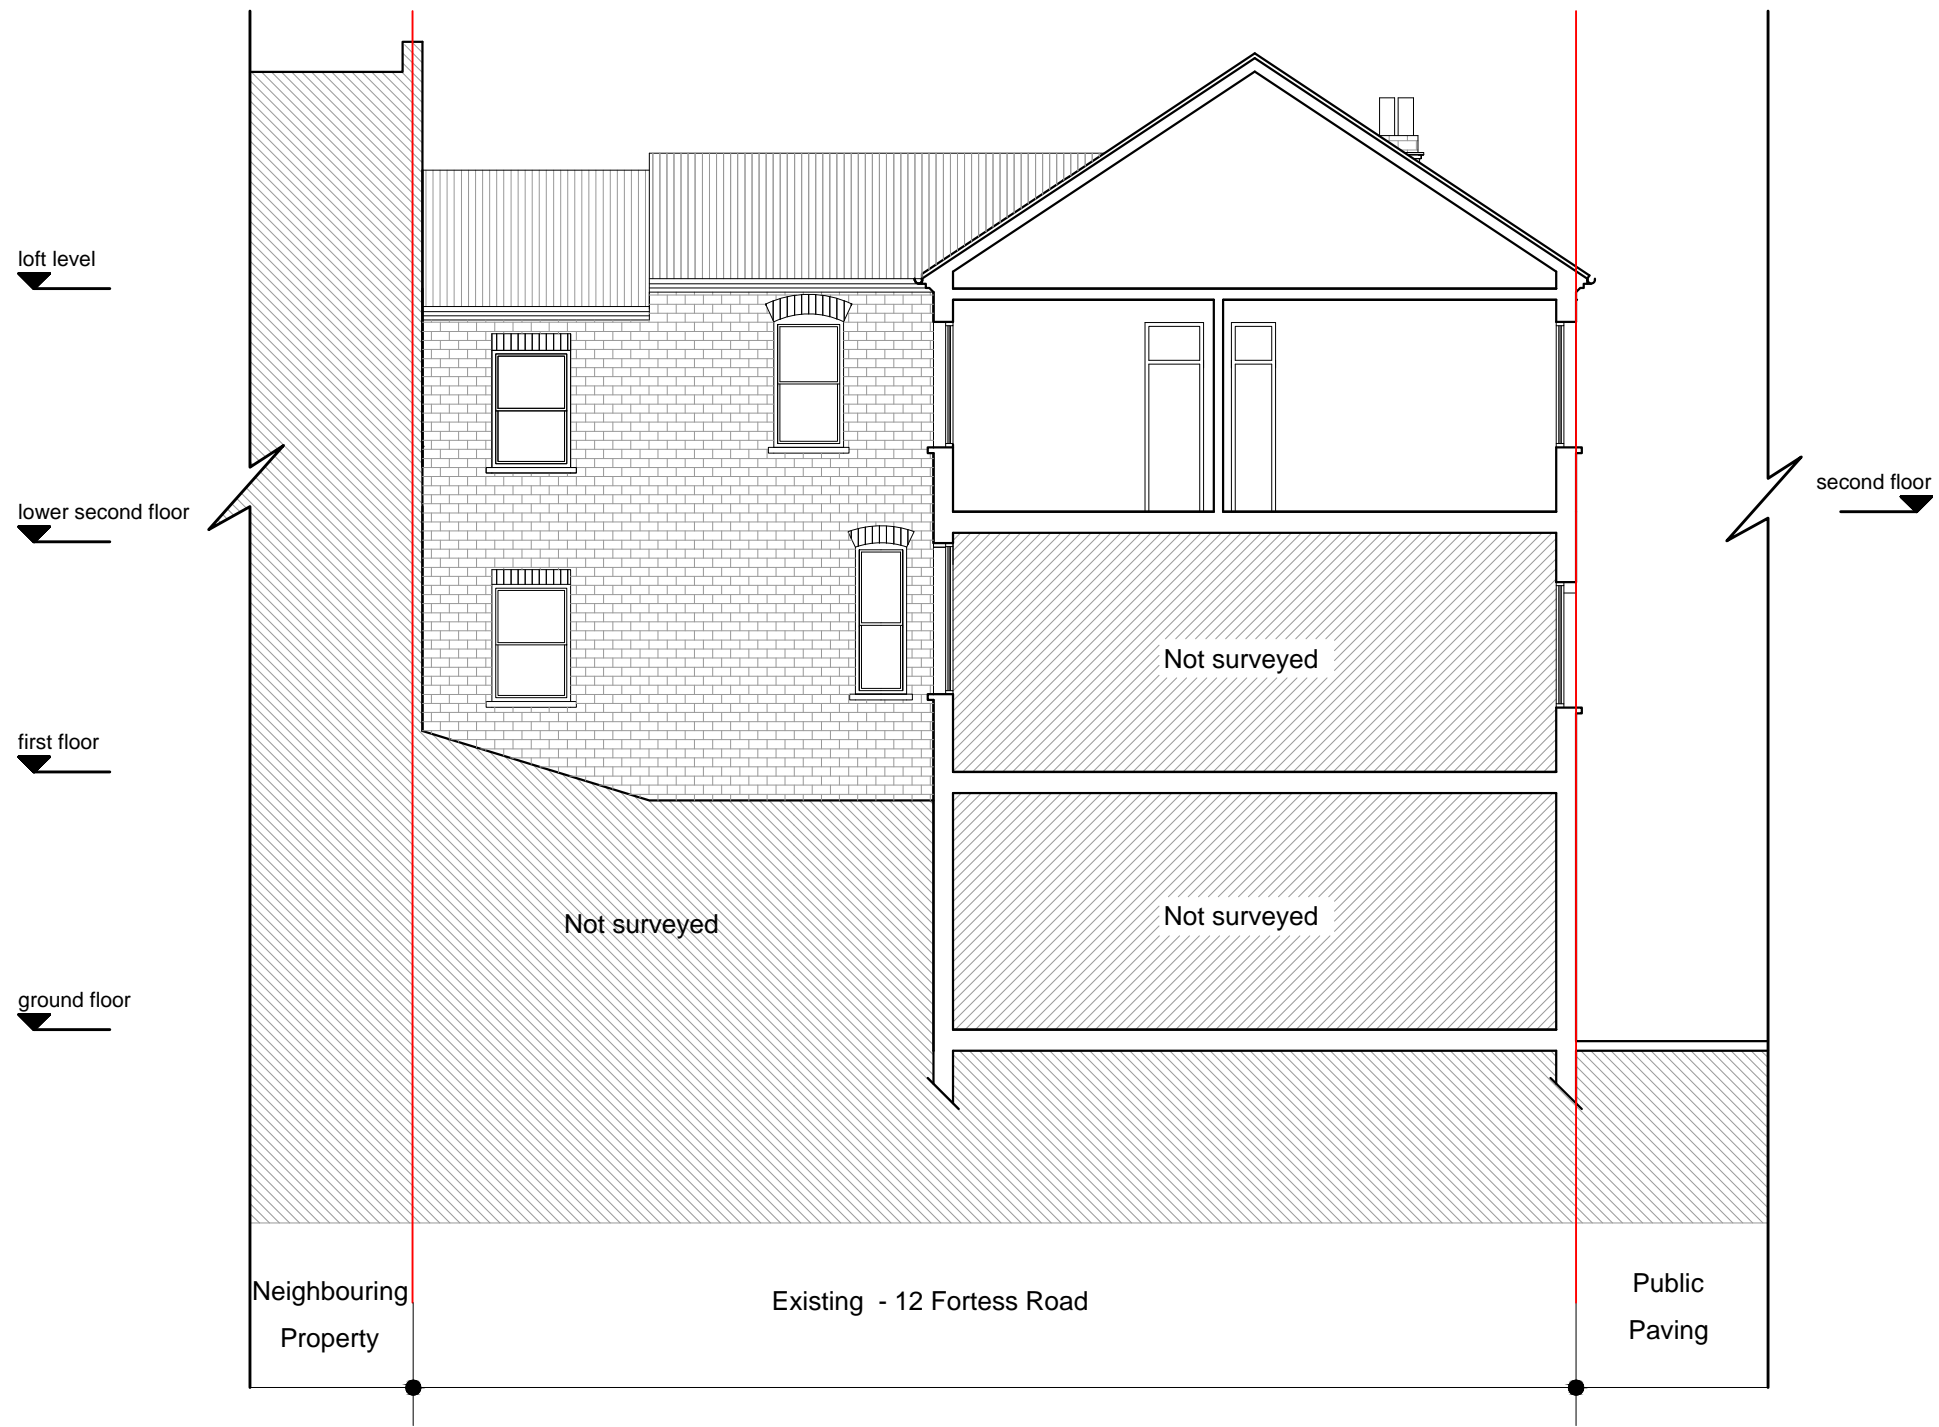 loft level
second floor
lower second floor
Not surveyed
first floor
Not surveyed
Not surveyed
ground floor
Neighbouring
Property
Existing - 12 Fortess Road
Public
Paving